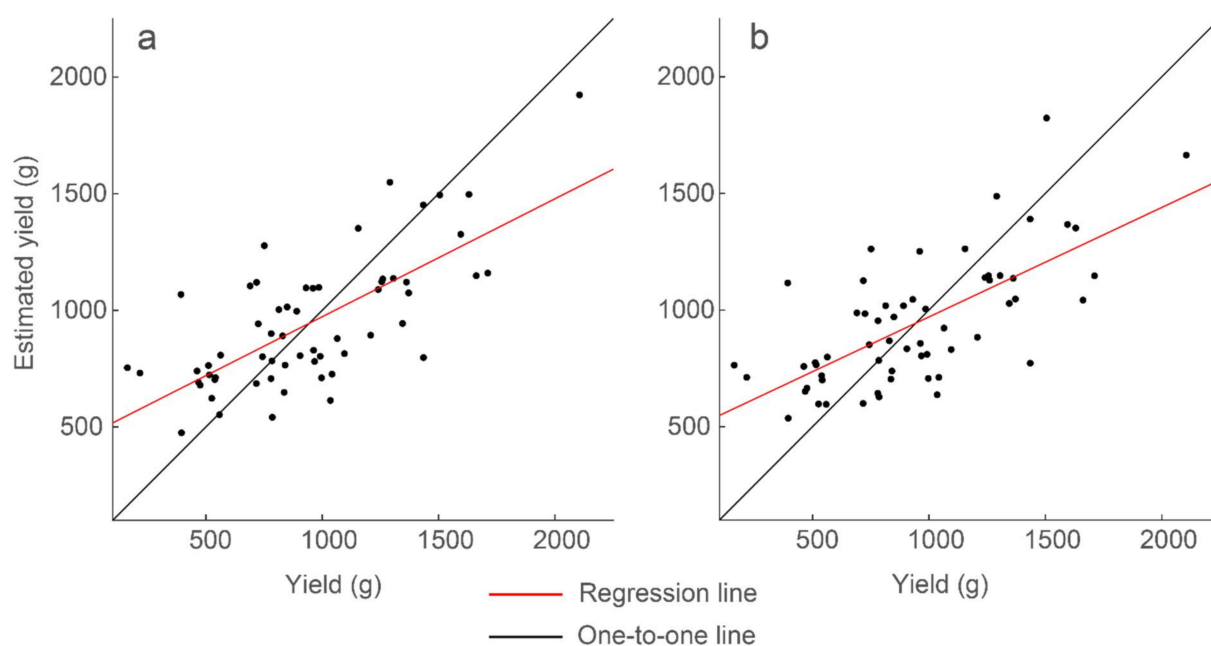 a
b
2000
1500
1000
500
Estimated yield (g)
500 1000 1500 2000
Yield (g)
2000
1500
1000
500
500 1000 1500 2000
Yield (g)
Regression line
One-to-one line